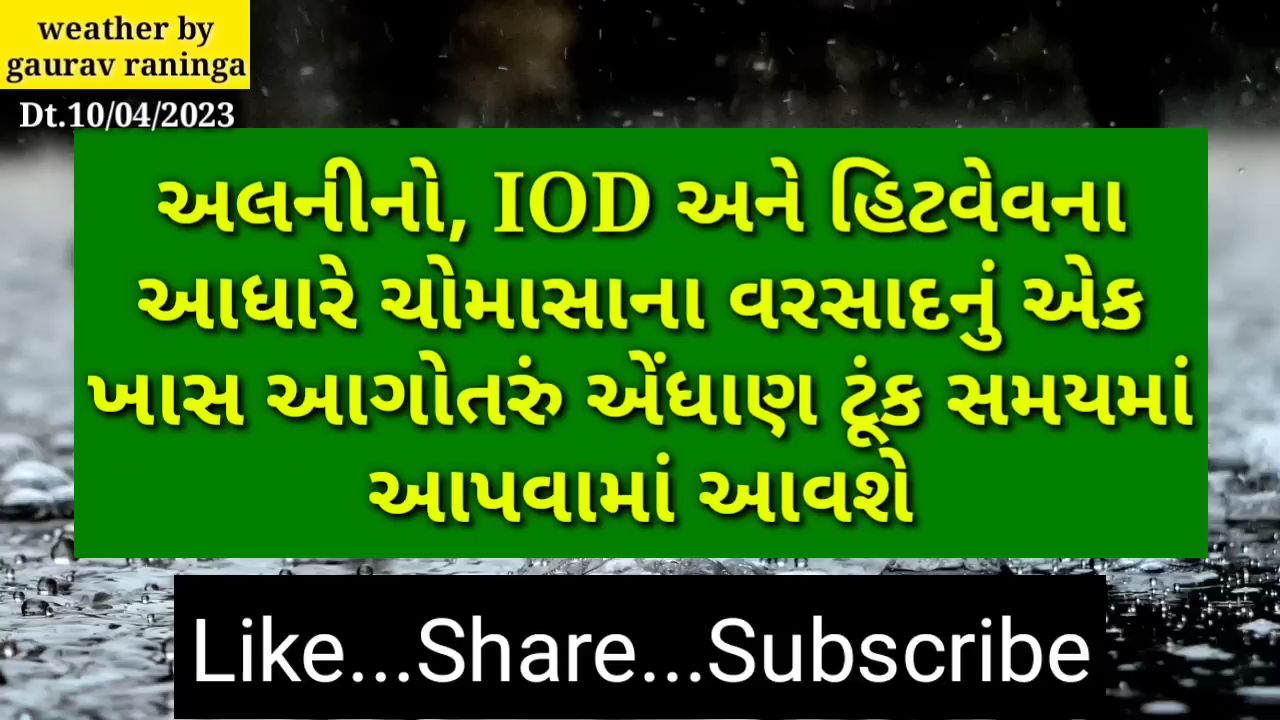 weather by
gaurav raninga
Dt.10/04/2023
અલનીનો, IOD અને હિટવેવના
આધારે ચોમાસાના વરસાદનું એક
ખાસ આગોતરું એંધાણ ટૂંક સમયમાં
આપવામાં આવશે
Like...Share...Subscribe